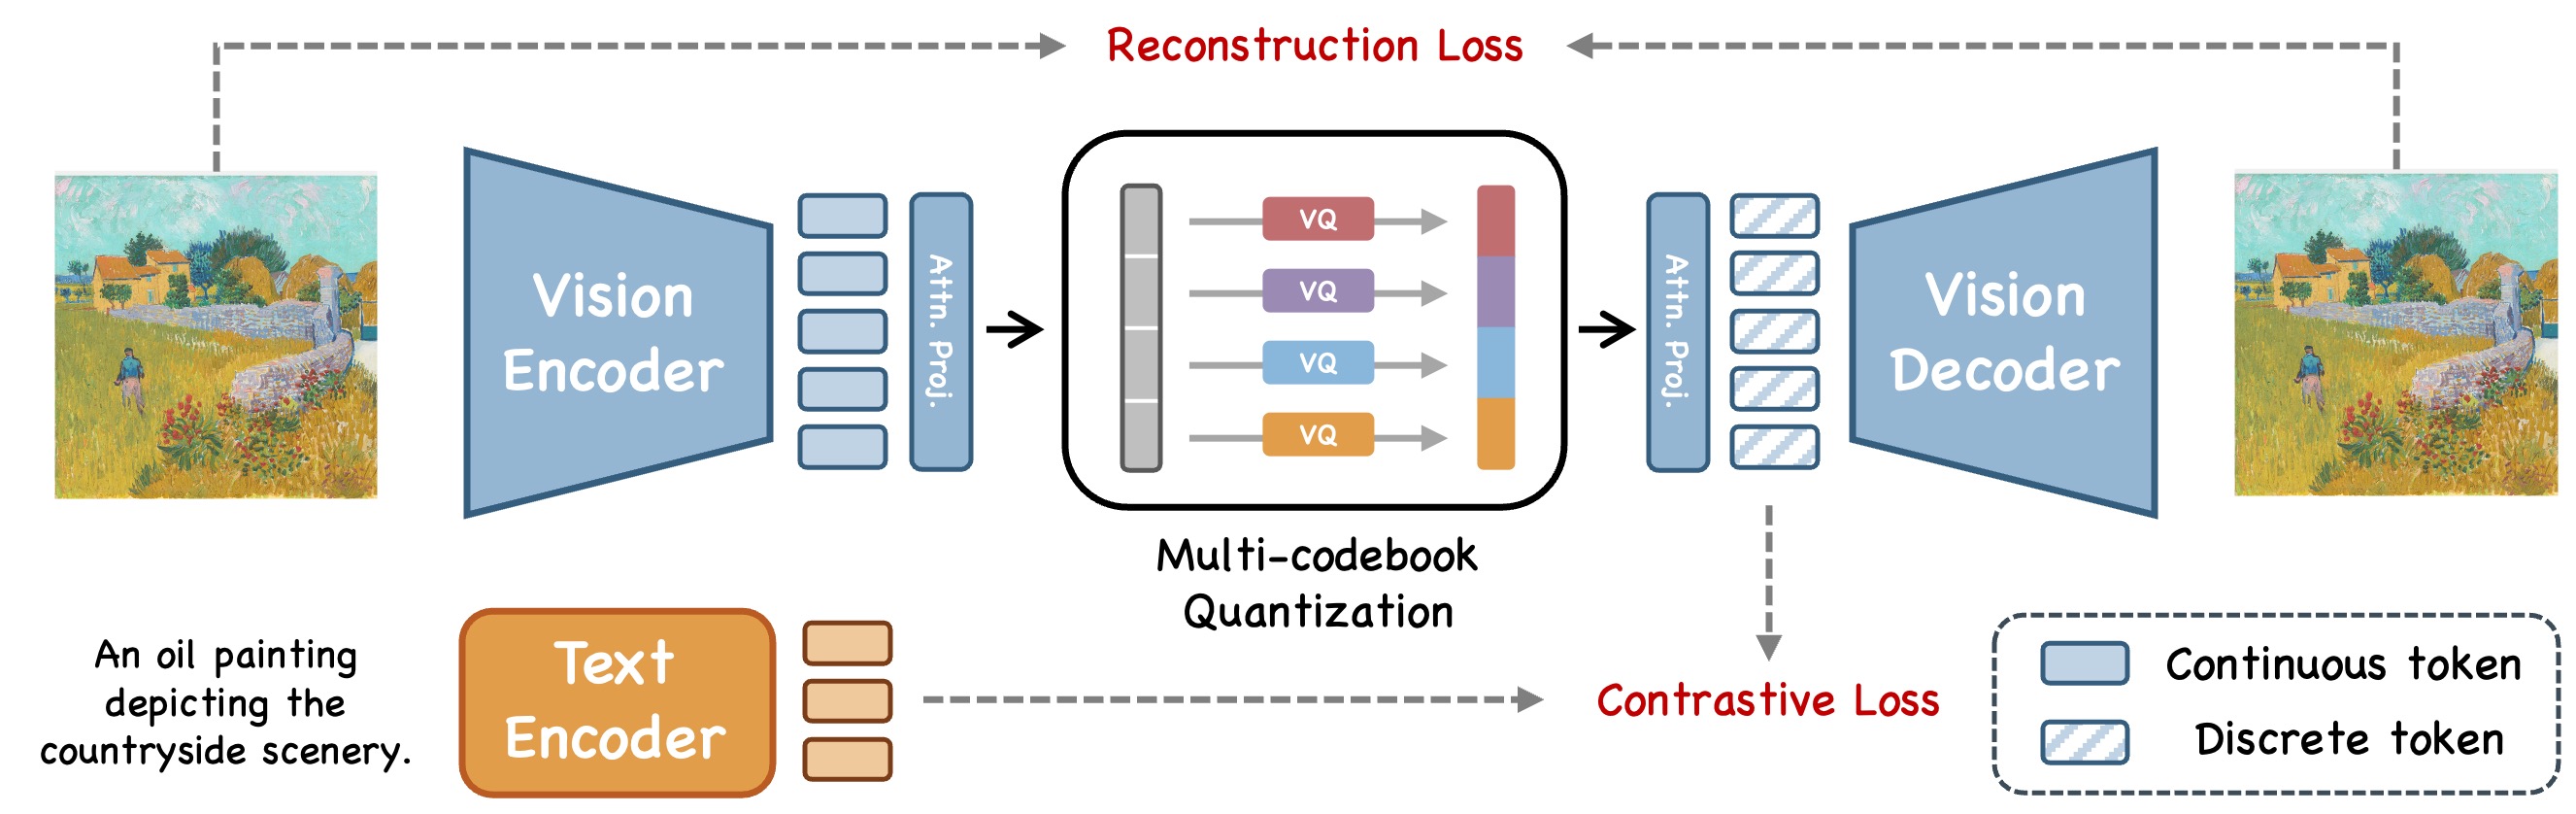 Reconstruction Loss
Vision
Encoder
Attn. Proj.
VQ
VQ
VQ
VQ
Attn. Proj.
Vision
Decoder
Multi-codebook
Quantization
An oil painting
depicting the
countryside scenery.
Text
Encoder
Contrastive Loss
Continuous token
Discrete token